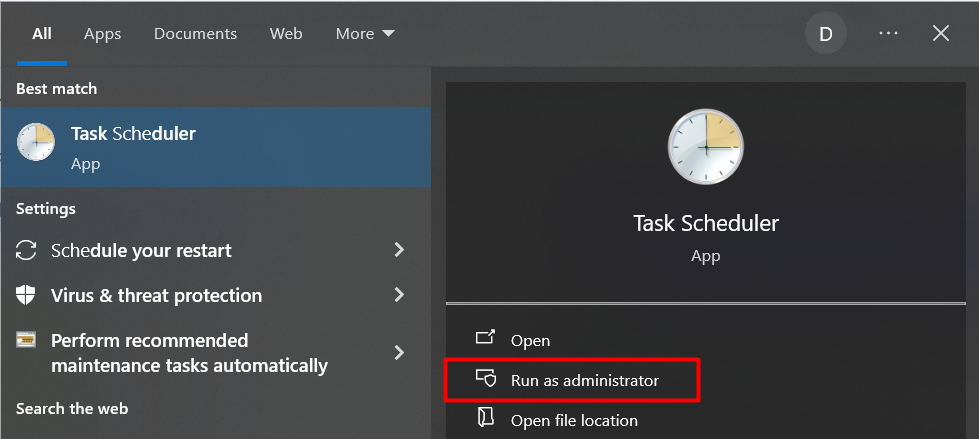 All Apps Documents Web More D ...
Best match
Task Scheduler
App
Settings
Schedule your restart
Virus & threat protection
Perform recommended
maintenance tasks automatically
Search the web
Task Scheduler
App
Open
Run as administrator
Open file location